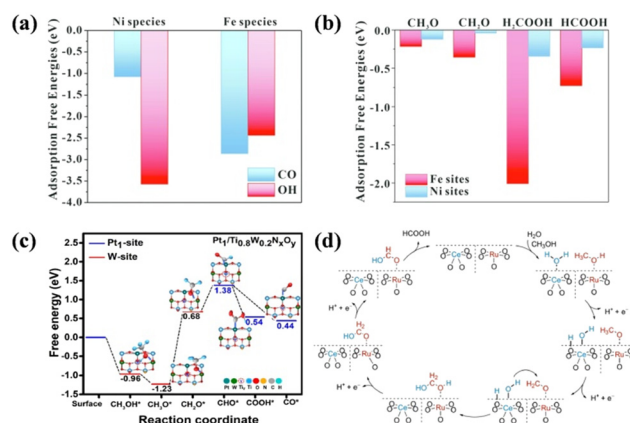 (a)
Ni species
Fe species
Adsorption Free Energies (eV)
0.0
-0.5
-1.0
-1.5
-2.0
-2.5
-3.0
-3.5
-4.0
CO
OH
(b)
CH₂O
CH₃O
H₂COOH
HCOOH
Adsorption Free Energies (eV)
0.0
-0.5
-1.0
-1.5
-2.0
Fe sites
Ni sites
(c)
Pt₁-site
W-site
Pt₁/Ti₀.₈W₀.₂NₓOᵧ
Free energy (eV)
2.5
2.0
1.5
1.0
0.5
0.0
-0.5
-1.0
-1.5
-0.96
-1.23
0.68
1.38
0.54
0.44
Pt W Ti O N C H
Surface CH₃OH* CH₃O* CH₂O* CHO* COOH* CO*
Reaction coordinate
(d)
HCOOH
H₂O
CH₃OH
Ce
Ru
H⁺ + e⁻
H⁺ + e⁻
H⁺ + e⁻
H⁺ + e⁻